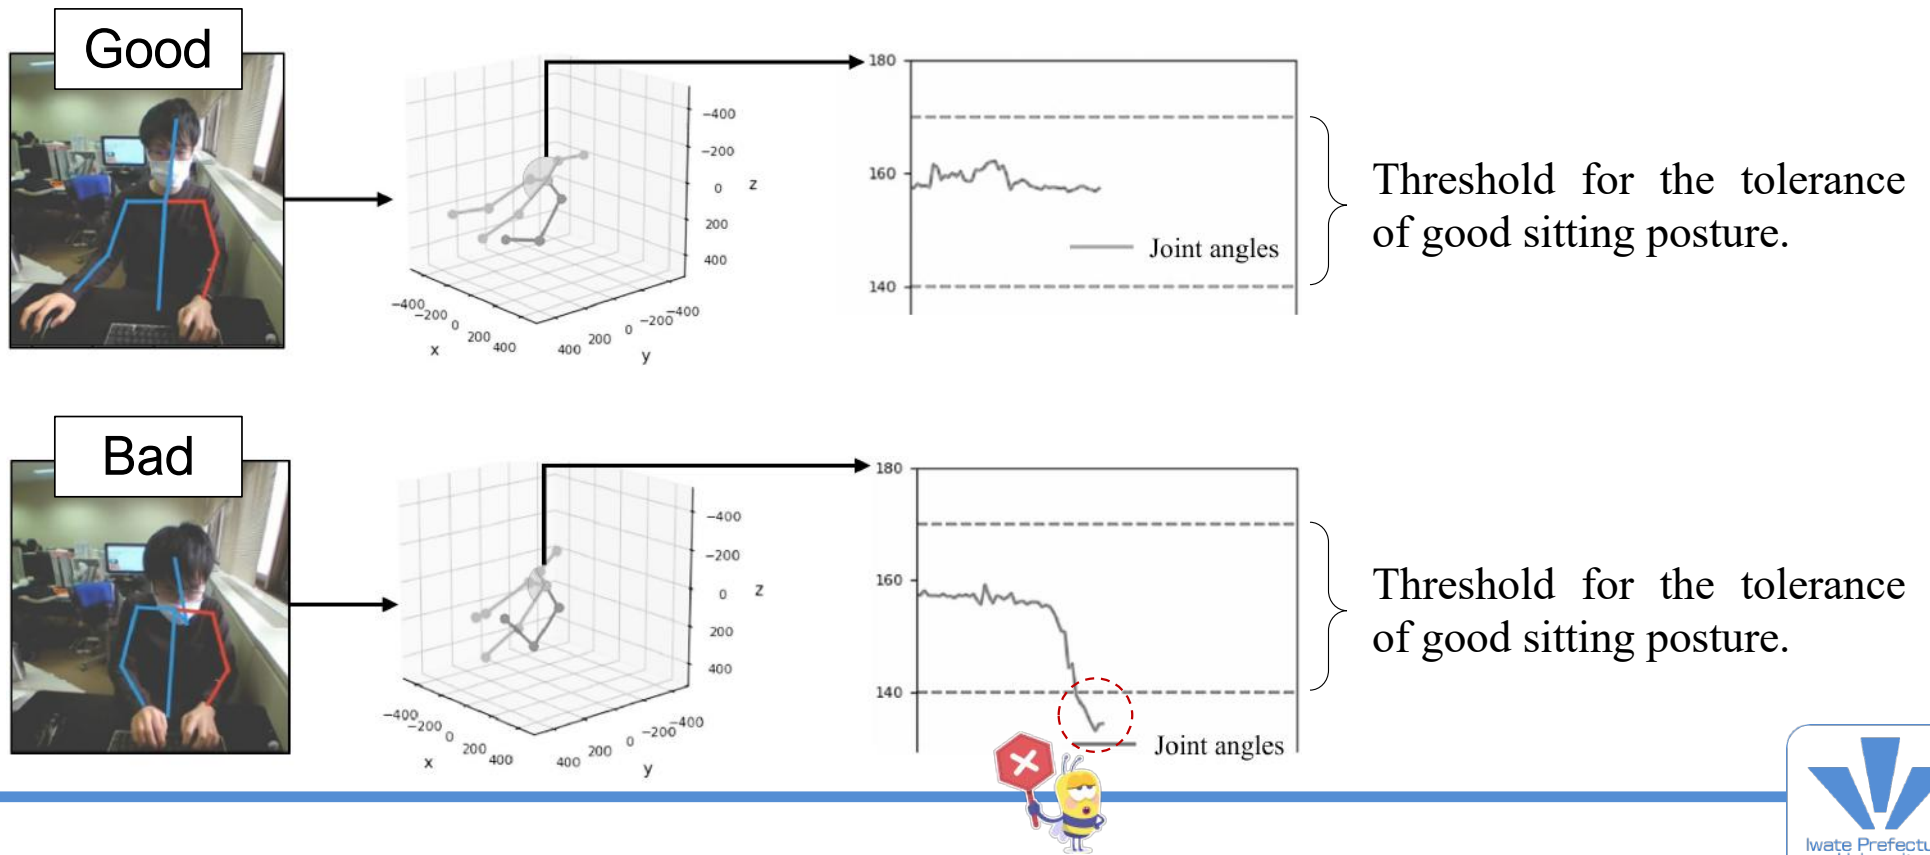 Good
180
160
140
Joint angles
Threshold for the tolerance
of good sitting posture.
−400
−200
0
200
400
z
−400
−200
0
200
400
x
400
200
0
−200
−400
y
Bad
180
160
140
Joint angles
Threshold for the tolerance
of good sitting posture.
−400
−200
0
200
400
z
−400
−200
0
200
400
x
400
200
0
−200
−400
y
Iwate Prefectu